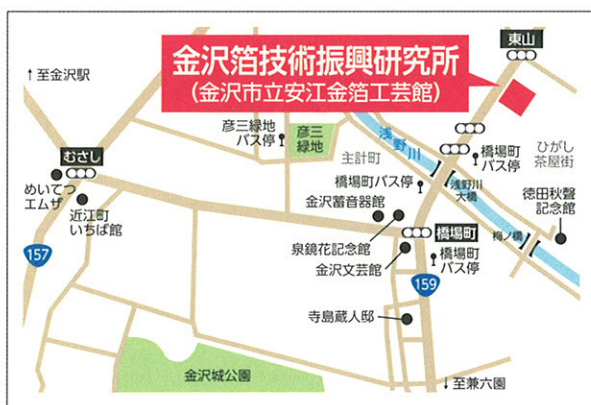 金沢箔技術振興研究所
(金沢市立安江金箔工芸館)
東山
↑至金沢駅
彦三緑地
バス停
彦三
緑地
浅野川
主計町
橋場町
バス停
ひがし
茶屋街
むさし
めいてつ
エムザ
近江町
いちば館
橋場町バス停
浅野川
大橋
徳田秋聲
記念館
金沢蓄音器館
梅ノ橋
橋場町
泉鏡花記念館
金沢文芸館
橋場町
バス停
157
159
寺島蔵人邸
金沢城公園
↓至兼六園